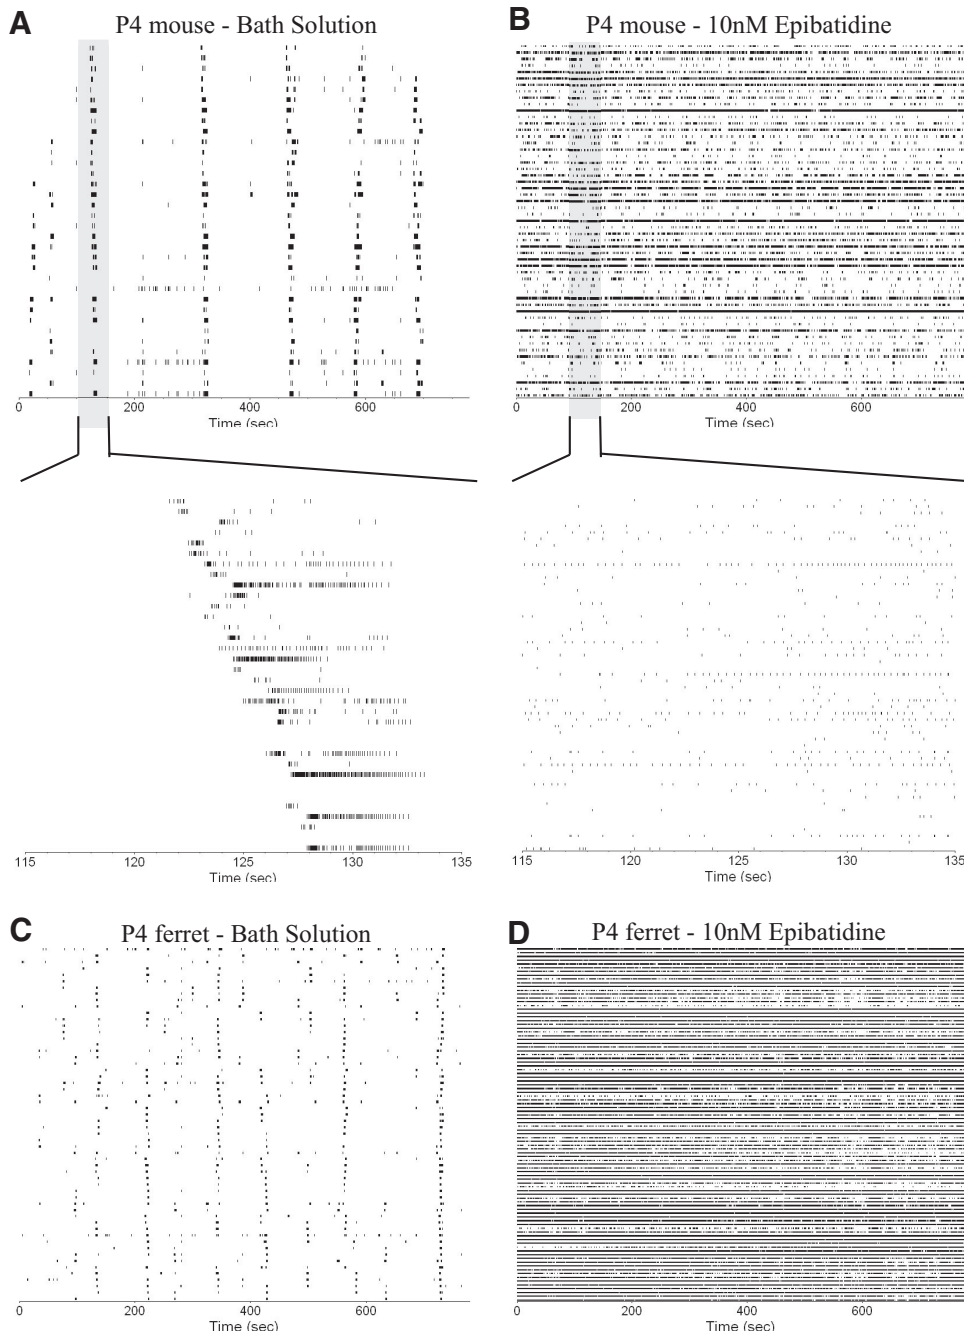 A P4 mouse - Bath Solution
B P4 mouse - 10nM Epibatidine
0 200 400 600
Time (sec)
0 200 400 600
Time (sec)
115 120 125 130 135
Time (sec)
115 120 125 130 135
Time (sec)
C P4 ferret - Bath Solution
D P4 ferret - 10nM Epibatidine
0 200 400 600
Time (sec)
0 200 400 600
Time (sec)